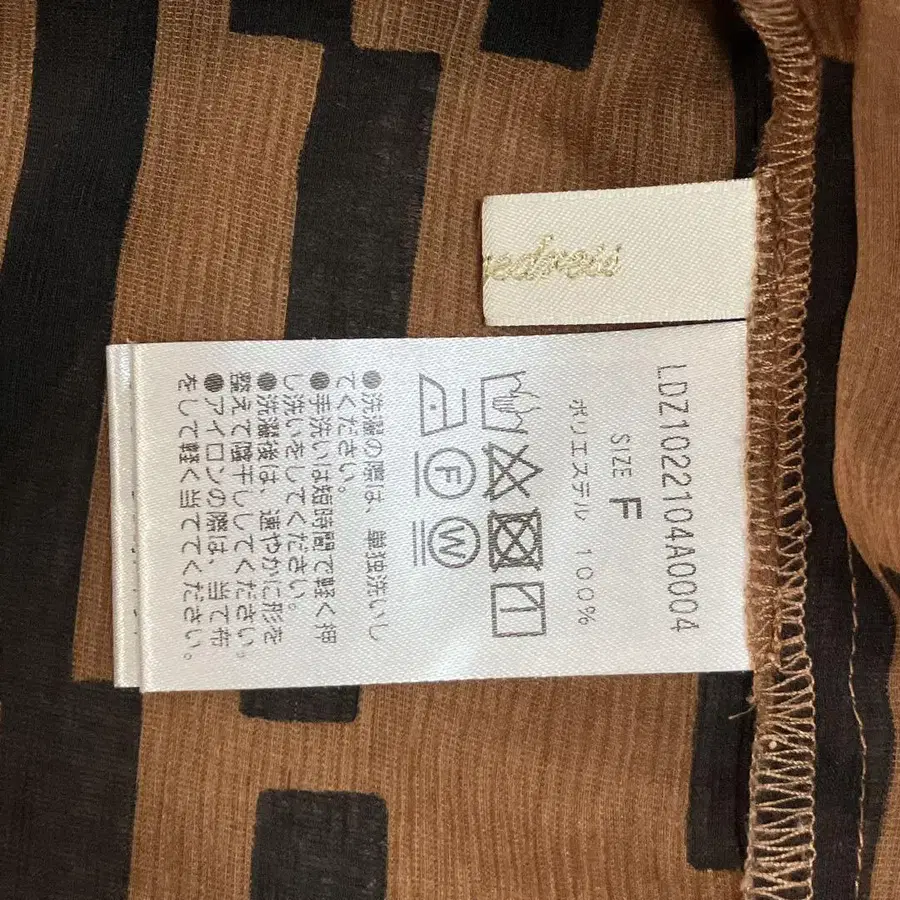 edress
LDZ1022104A0004
SIZE F
ポリエステル 100%
F W
●洗濯の際は、単独洗いし
てください。
●手洗いは短時間で軽く押
し洗いをしてください。
●洗濯後は、速やかに形を
整えて陰干ししてください。
●アイロンの際は、当て布
をして軽く当ててください。